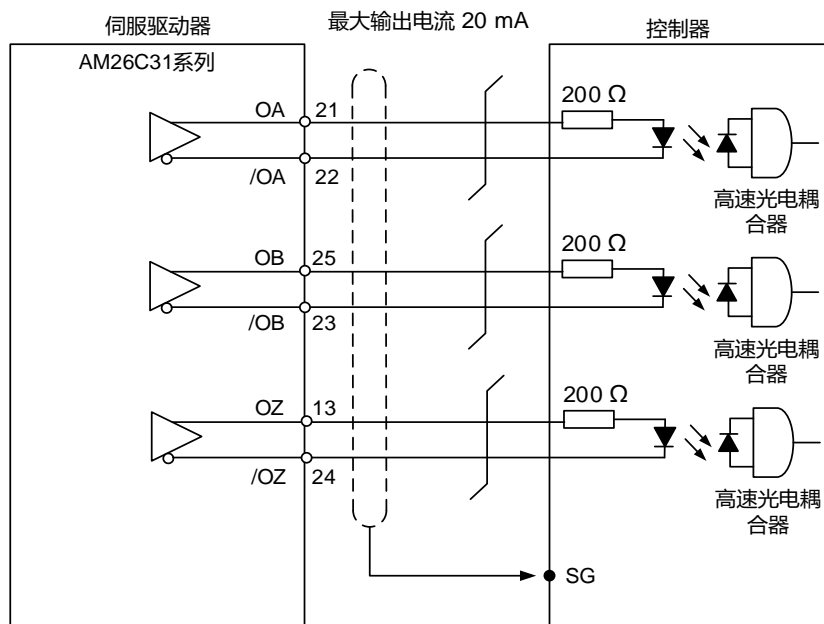 伺服驱动器
最大输出电流 20 mA
控制器
AM26C31系列
OA
21
200 Ω
/OA
22
高速光电耦
合器
OB
25
200 Ω
/OB
23
高速光电耦
合器
OZ
13
200 Ω
/OZ
24
高速光电耦
合器
SG